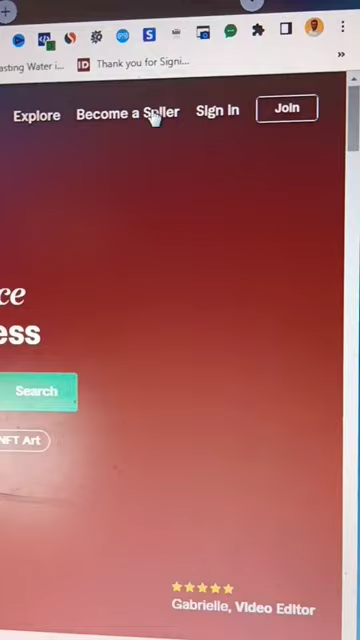 asting Water i...
ID
Thank you for Signi...
»
Explore
Become a Seller
Sign In
Join
ce
ess
Search
NFT Art
Gabrielle, Video Editor